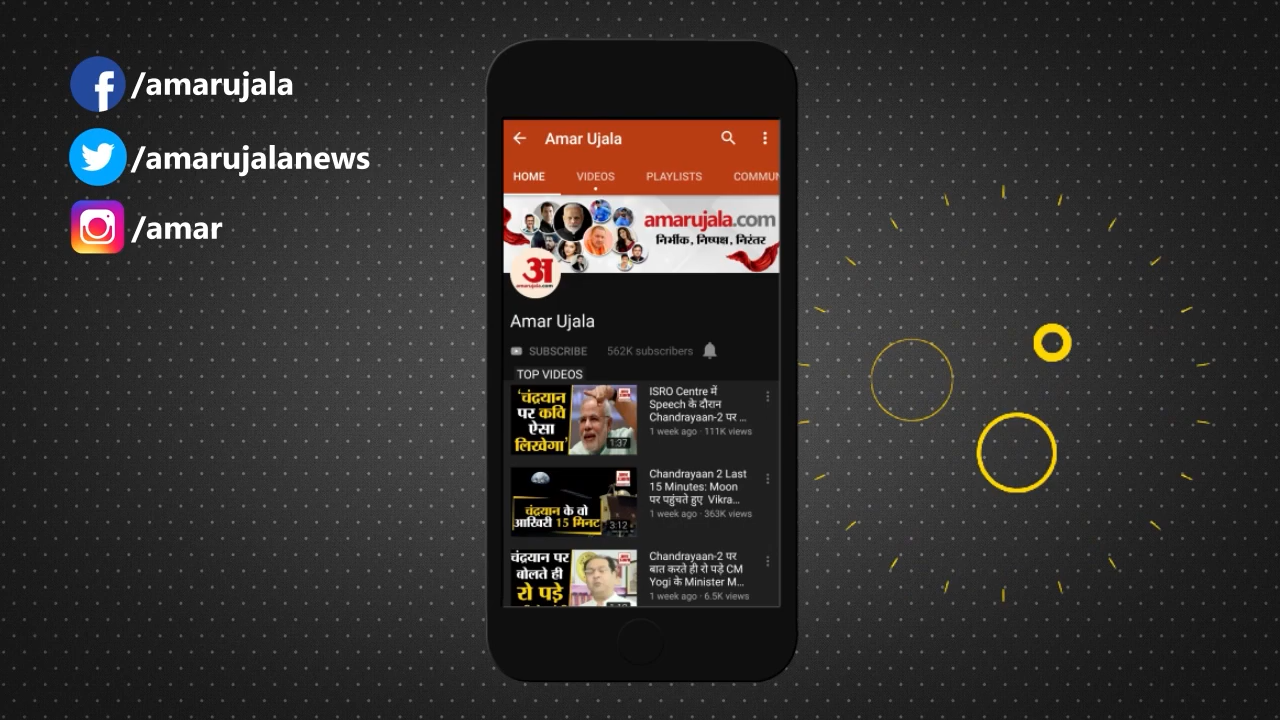 /amarujala
/amarujalanews
/amar
Amar Ujala
HOME VIDEOS PLAYLISTS COMMUN
amarujala.com
निर्भीक, निष्पक्ष, निरंतर
अ
amarujala.com
Amar Ujala
SUBSCRIBE 562K subscribers
TOP VIDEOS
'चंद्रयान
पर कवि
ऐसा
लिखेगा'
1:37
ISRO Centre में
Speech के दौरान
Chandrayaan-2 पर ...
1 week ago · 111K views
चंद्रयान के वो
आखिरी 15 मिनट
3:12
Chandrayaan 2 Last
15 Minutes: Moon
पर पहुंचते हुए Vikra...
1 week ago · 363K views
चंद्रयान पर
बोलते ही
रो पड़े
Chandrayaan-2 पर
बात करते ही रो पड़े CM
Yogi के Minister M...
1 week ago · 6.5K views